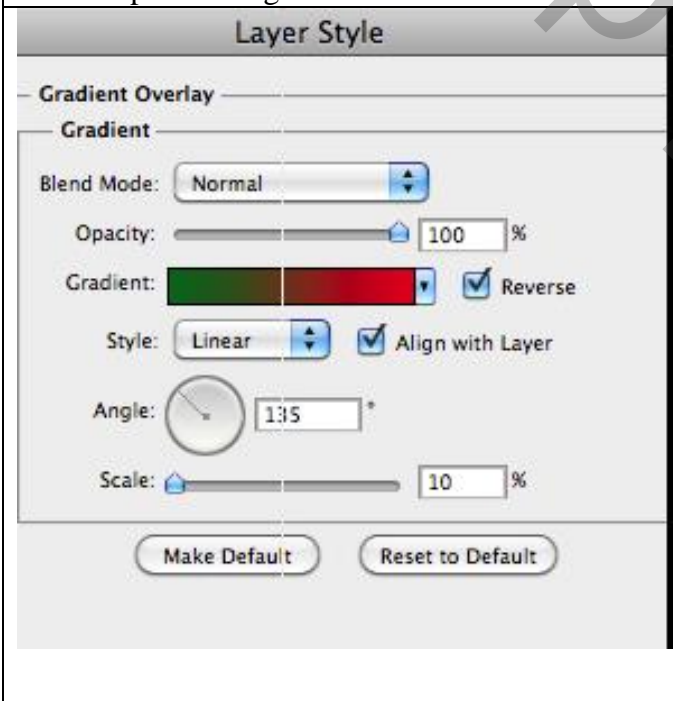 Layer Style
Gradient Overlay
Gradient
Blend Mode: Normal
Opacity: 100 %
Gradient: Reverse
Style: Linear Align with Layer
Angle: 135 °
Scale: 10 %
Make Default Reset to Default